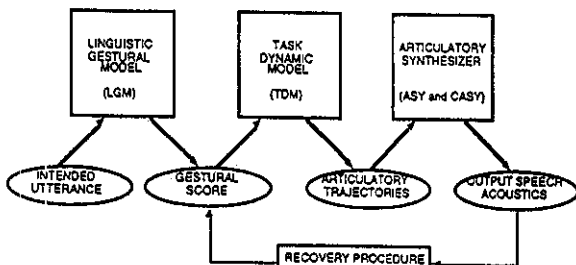 LINGUISTIC
GESTURAL
MODEL
(LGM)
TASK
DYNAMIC
MODEL
{TDM}
ARTICULATORY
SYNTHESIZER
(ASY and CASY}
INTENDED
UTTERANCE
GESTURAL
SCORE
ARTICULATORY
TRAJECTORIES
OUTPUT SPEECH
ACOUSTICS
RECOVERY PROCEDURE